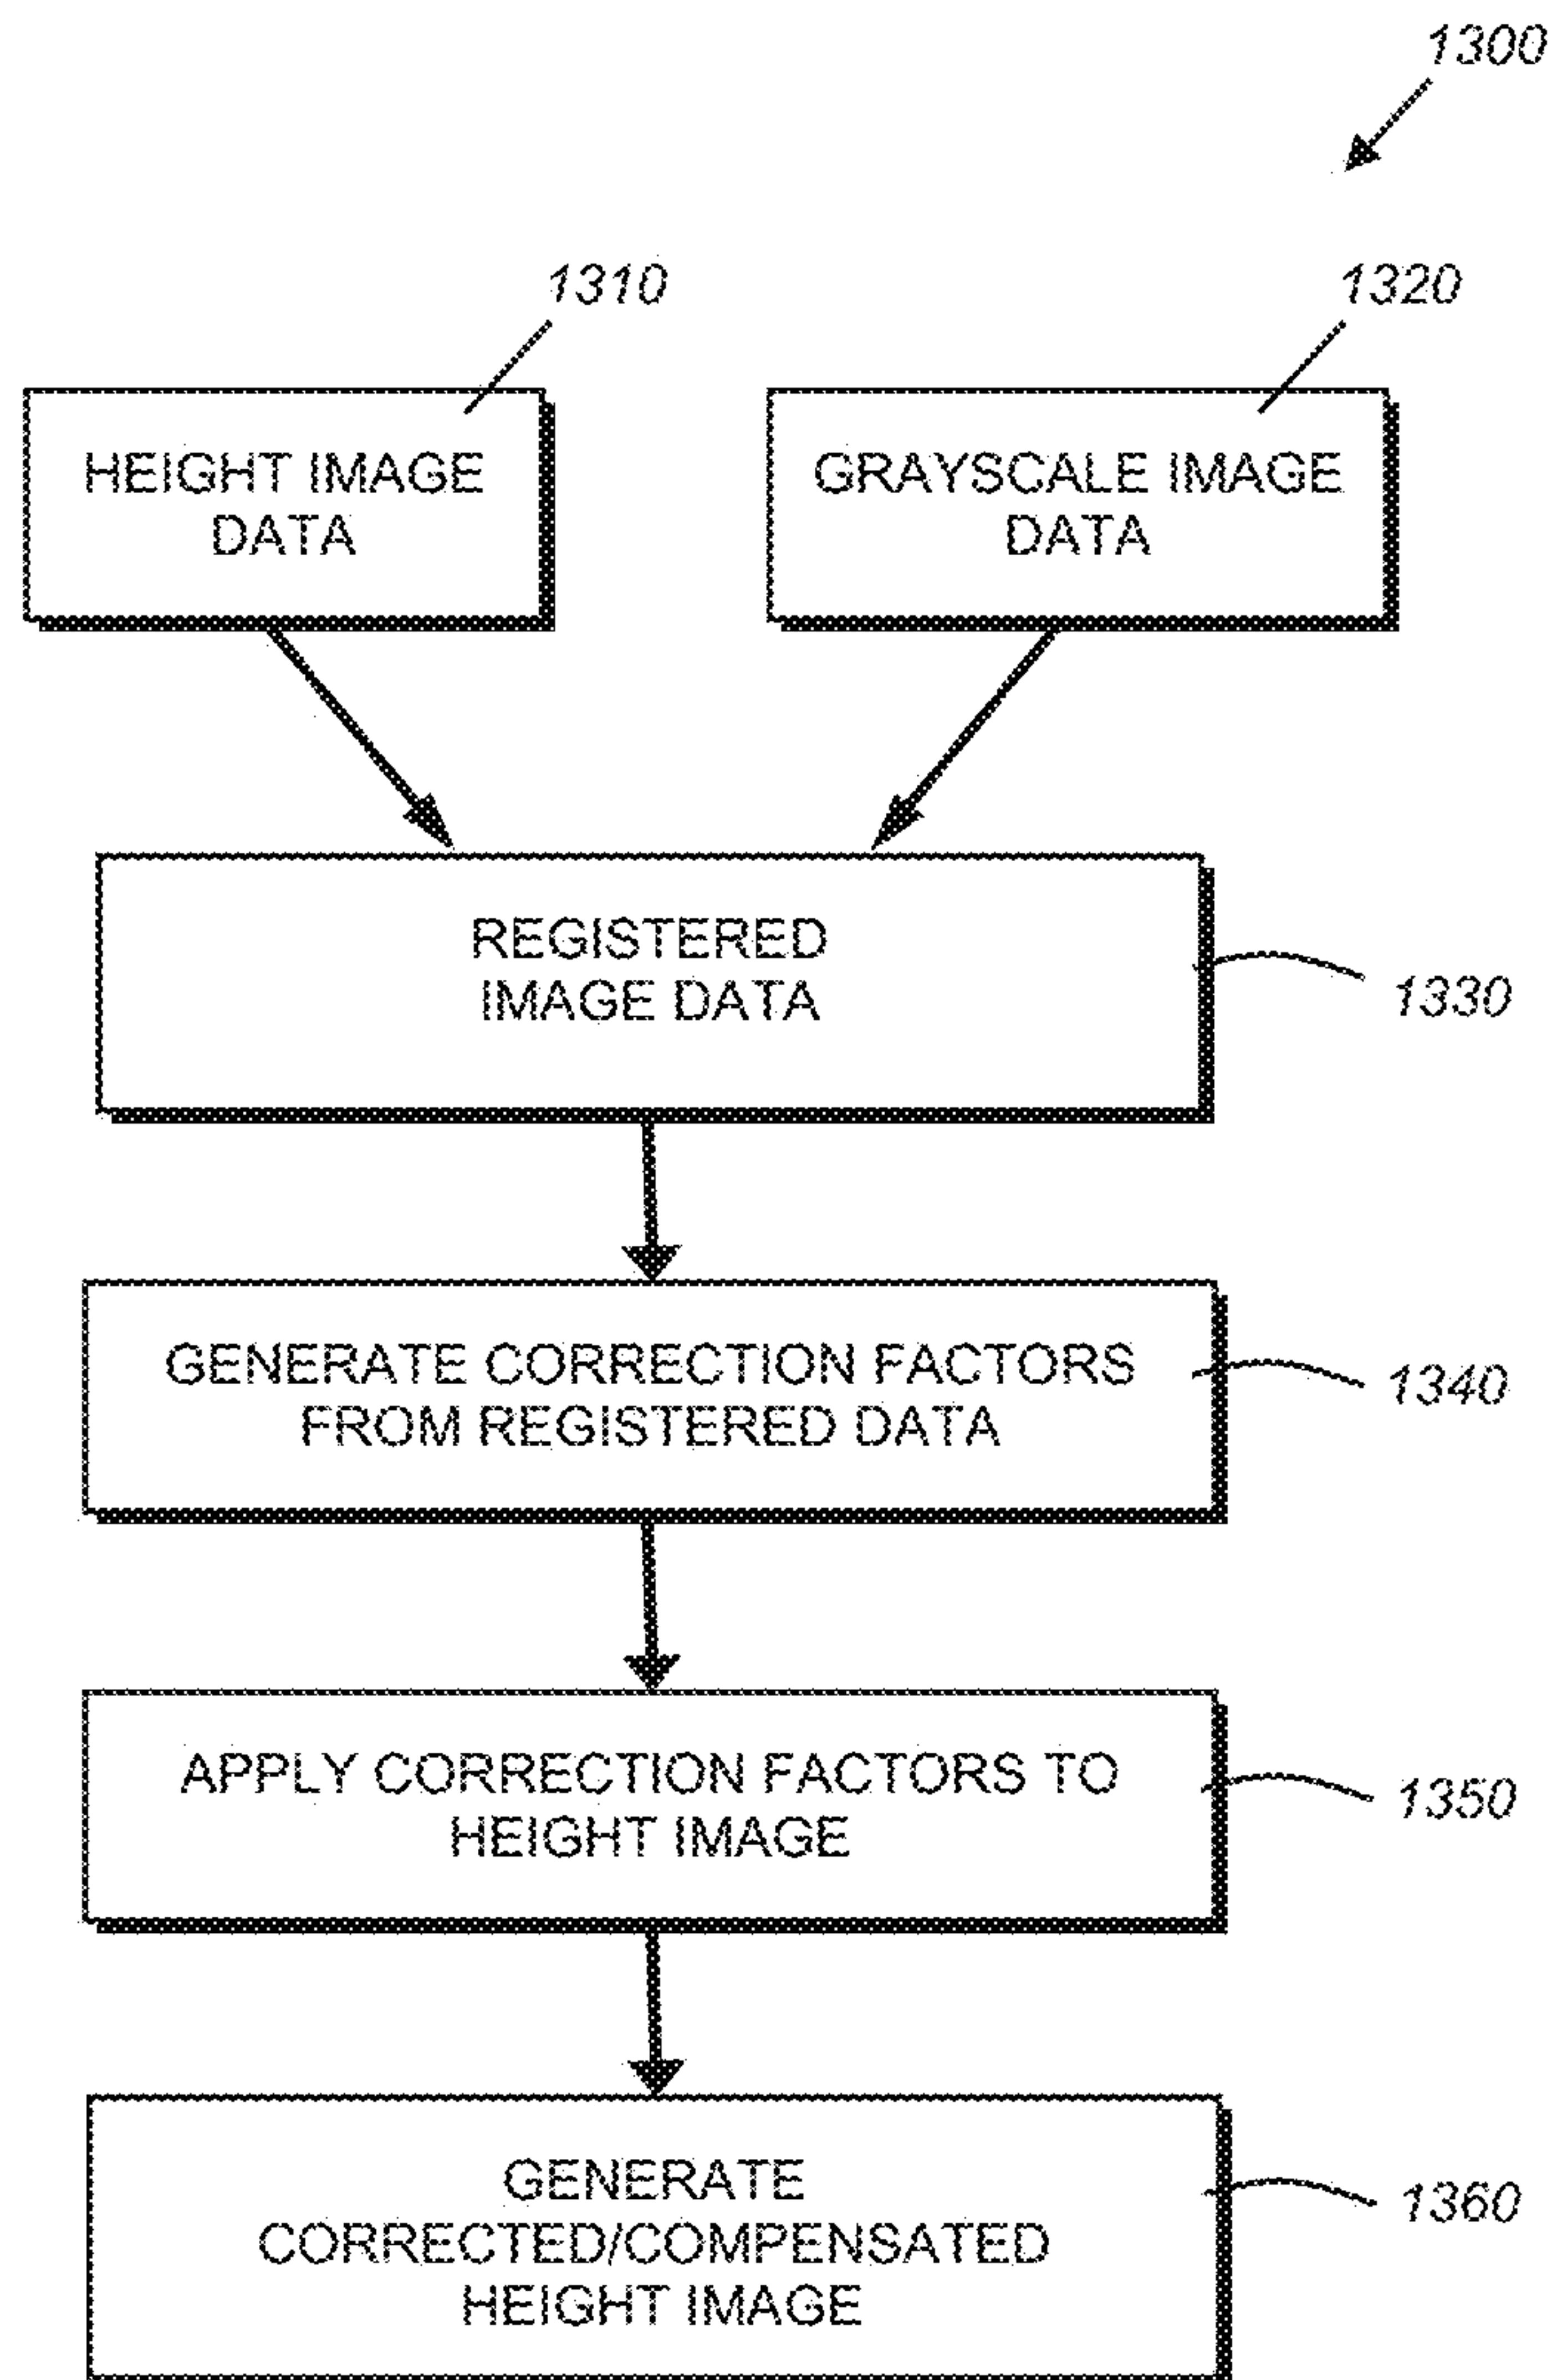 1300
1310
1320
HEIGHT IMAGE
DATA
GRAYSCALE IMAGE
DATA
REGISTERED
IMAGE DATA
1330
GENERATE CORRECTION FACTORS
FROM REGISTERED DATA
1340
APPLY CORRECTION FACTORS TO
HEIGHT IMAGE
1350
GENERATE
CORRECTED/COMPENSATED
HEIGHT IMAGE
1360